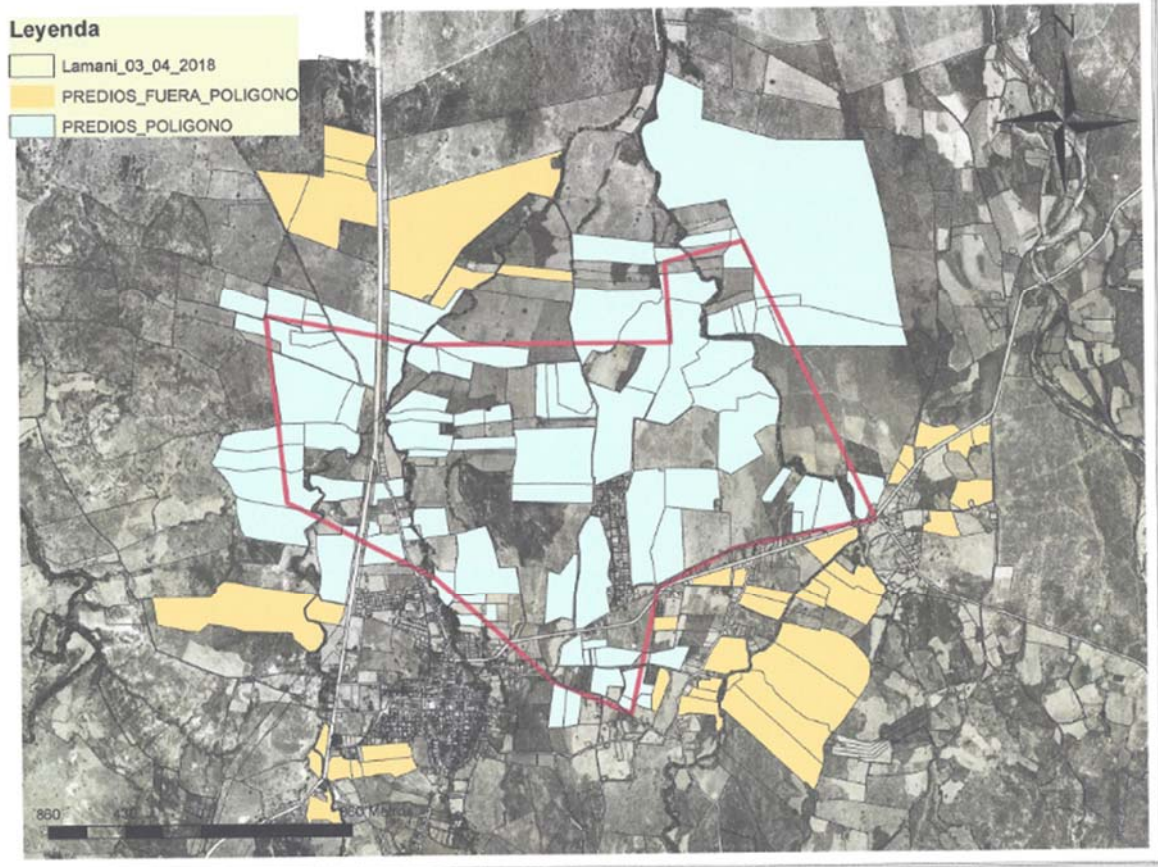 Leyenda
Lamani_03_04_2018
PREDIOS_FUERA_POLIGONO
PREDIOS_POLIGONO
N
860